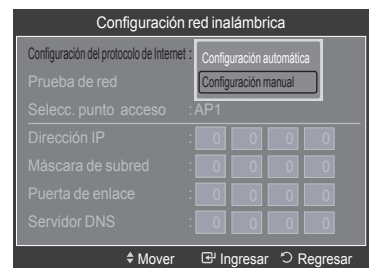 Configuración red inalámbrica
Configuración del protocolo de Internet : Configuración automática
Configuración manual
Prueba de red
Selecc. punto acceso : AP1
Dirección IP : 0 0 0 0
Máscara de subred : 0 0 0 0
Puerta de enlace : 0 0 0 0
Servidor DNS : 0 0 0 0
Mover Ingresar Regresar